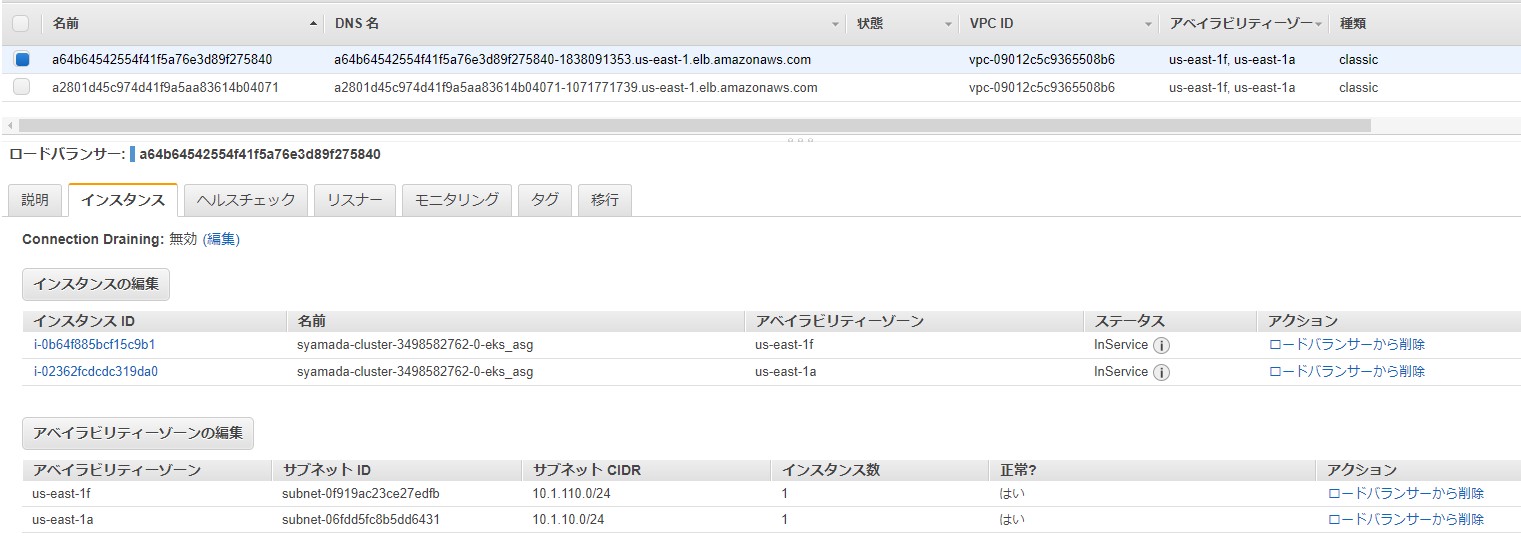 名前 DNS 名 状態 VPC ID アベイラビリティーゾー 種類
a64b64542554f41f5a76e3d89f275840 a64b64542554f41f5a76e3d89f275840-1838091353.us-east-1.elb.amazonaws.com vpc-09012c5c9365508b6 us-east-1f, us-east-1a classic
a2801d45c974d41f9a5aa83614b04071 a2801d45c974d41f9a5aa83614b04071-1071771739.us-east-1.elb.amazonaws.com vpc-09012c5c9365508b6 us-east-1f, us-east-1a classic
ロードバランサー: a64b64542554f41f5a76e3d89f275840
説明 インスタンス ヘルスチェック リスナー モニタリング タグ 移行
Connection Draining: 無効 (編集)
インスタンスの編集
インスタンス ID 名前 アベイラビリティーゾーン ステータス アクション
i-0b64f885bcf15c9b1 syamada-cluster-3498582762-0-eks_asg us-east-1f InService ロードバランサーから削除
i-02362fcdcdc319da0 syamada-cluster-3498582762-0-eks_asg us-east-1a InService ロードバランサーから削除
アベイラビリティーゾーンの編集
アベイラビリティーゾーン サブネット ID サブネット CIDR インスタンス数 正常? アクション
us-east-1f subnet-0f919ac23ce27edfb 10.1.110.0/24 1 はい ロードバランサーから削除
us-east-1a subnet-06fdd5fc8b5dd6431 10.1.10.0/24 1 はい ロードバランサーから削除